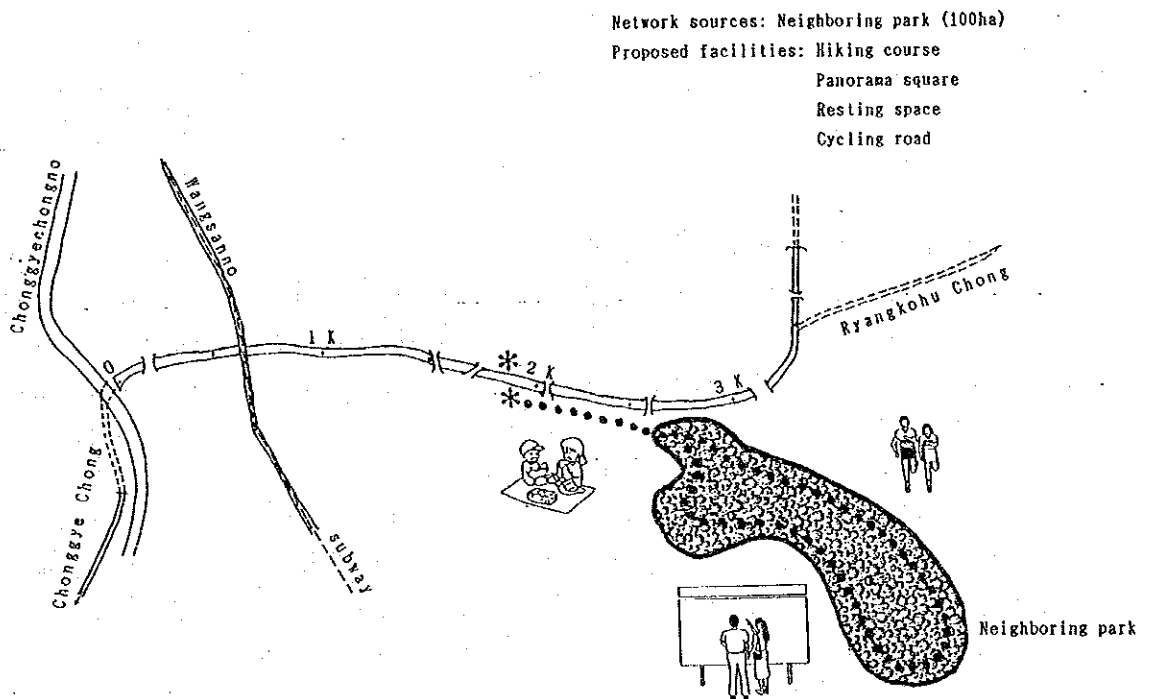 Network sources: Neighboring park (100ha)
Proposed facilities: Hiking course
Panorama square
Resting space
Cycling road
Chonggyechongno
Wangsanno
0
1 K
* 2 K
*
3 K
Ryangkohu Chong
Chonggye Chong
subway
Neighboring park